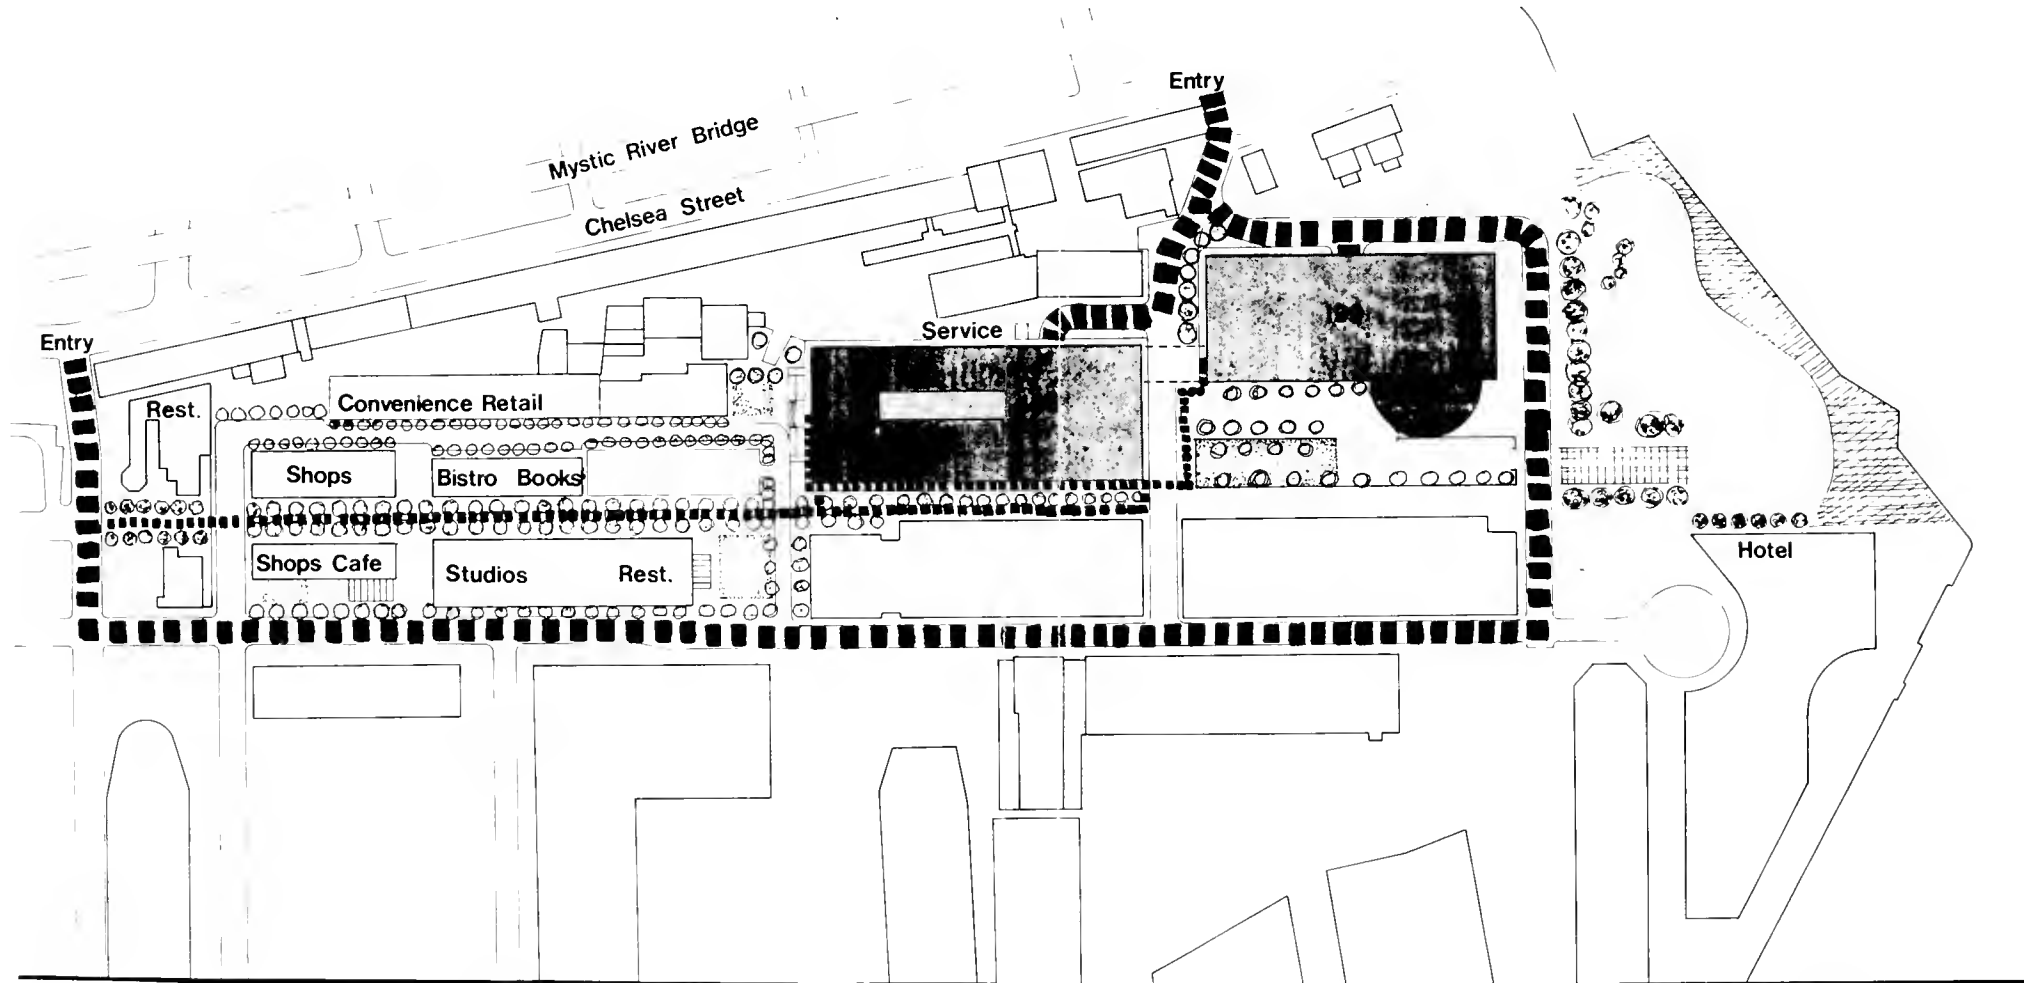 Entry
Mystic River Bridge
Chelsea Street
Service
Entry
Rest.
Convenience Retail
Shops
Bistro Books
Shops Cafe
Studios
Rest.
Hotel